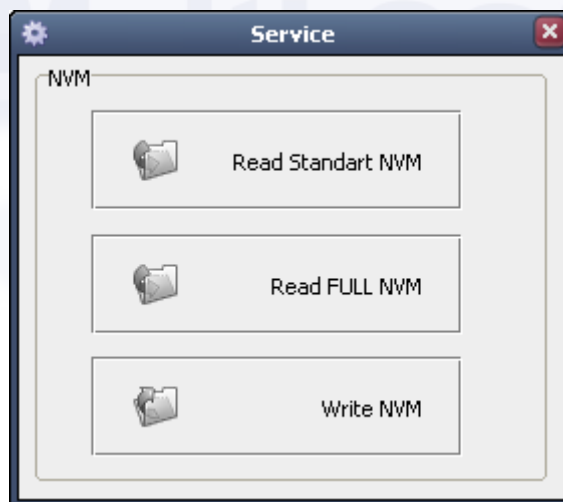 Service
NVM
Read Standart NVM
Read FULL NVM
Write NVM